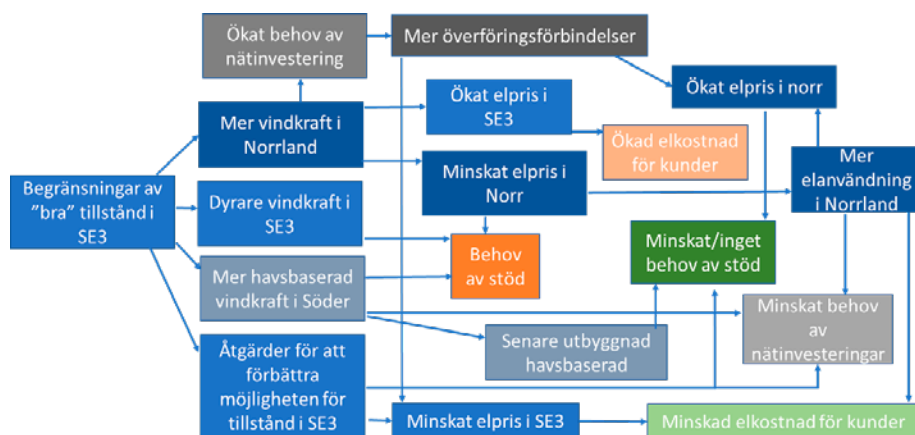 Ökat behov av
nätinvestering
Mer överföringsförbindelser
Ökat elpris i norr
Ökat elpris i
SE3
Mer vindkraft i
Norrland
Ökad elkostnad
för kunder
Minskat elpris i
Norr
Mer
elanvändning
i Norrland
Begränsningar av
"bra" tillstånd i
SE3
Dyrare vindkraft i
SE3
Behov
av stöd
Minskat/inget
behov av stöd
Mer havsbaserad
vindkraft i Söder
Minskat behov
av
nätinvesteringar
Senare utbyggnad
havsbaserad
Åtgärder för att
förbättra
möjligheten för
tillstånd i SE3
Minskat elpris i SE3
Minskad elkostnad för kunder